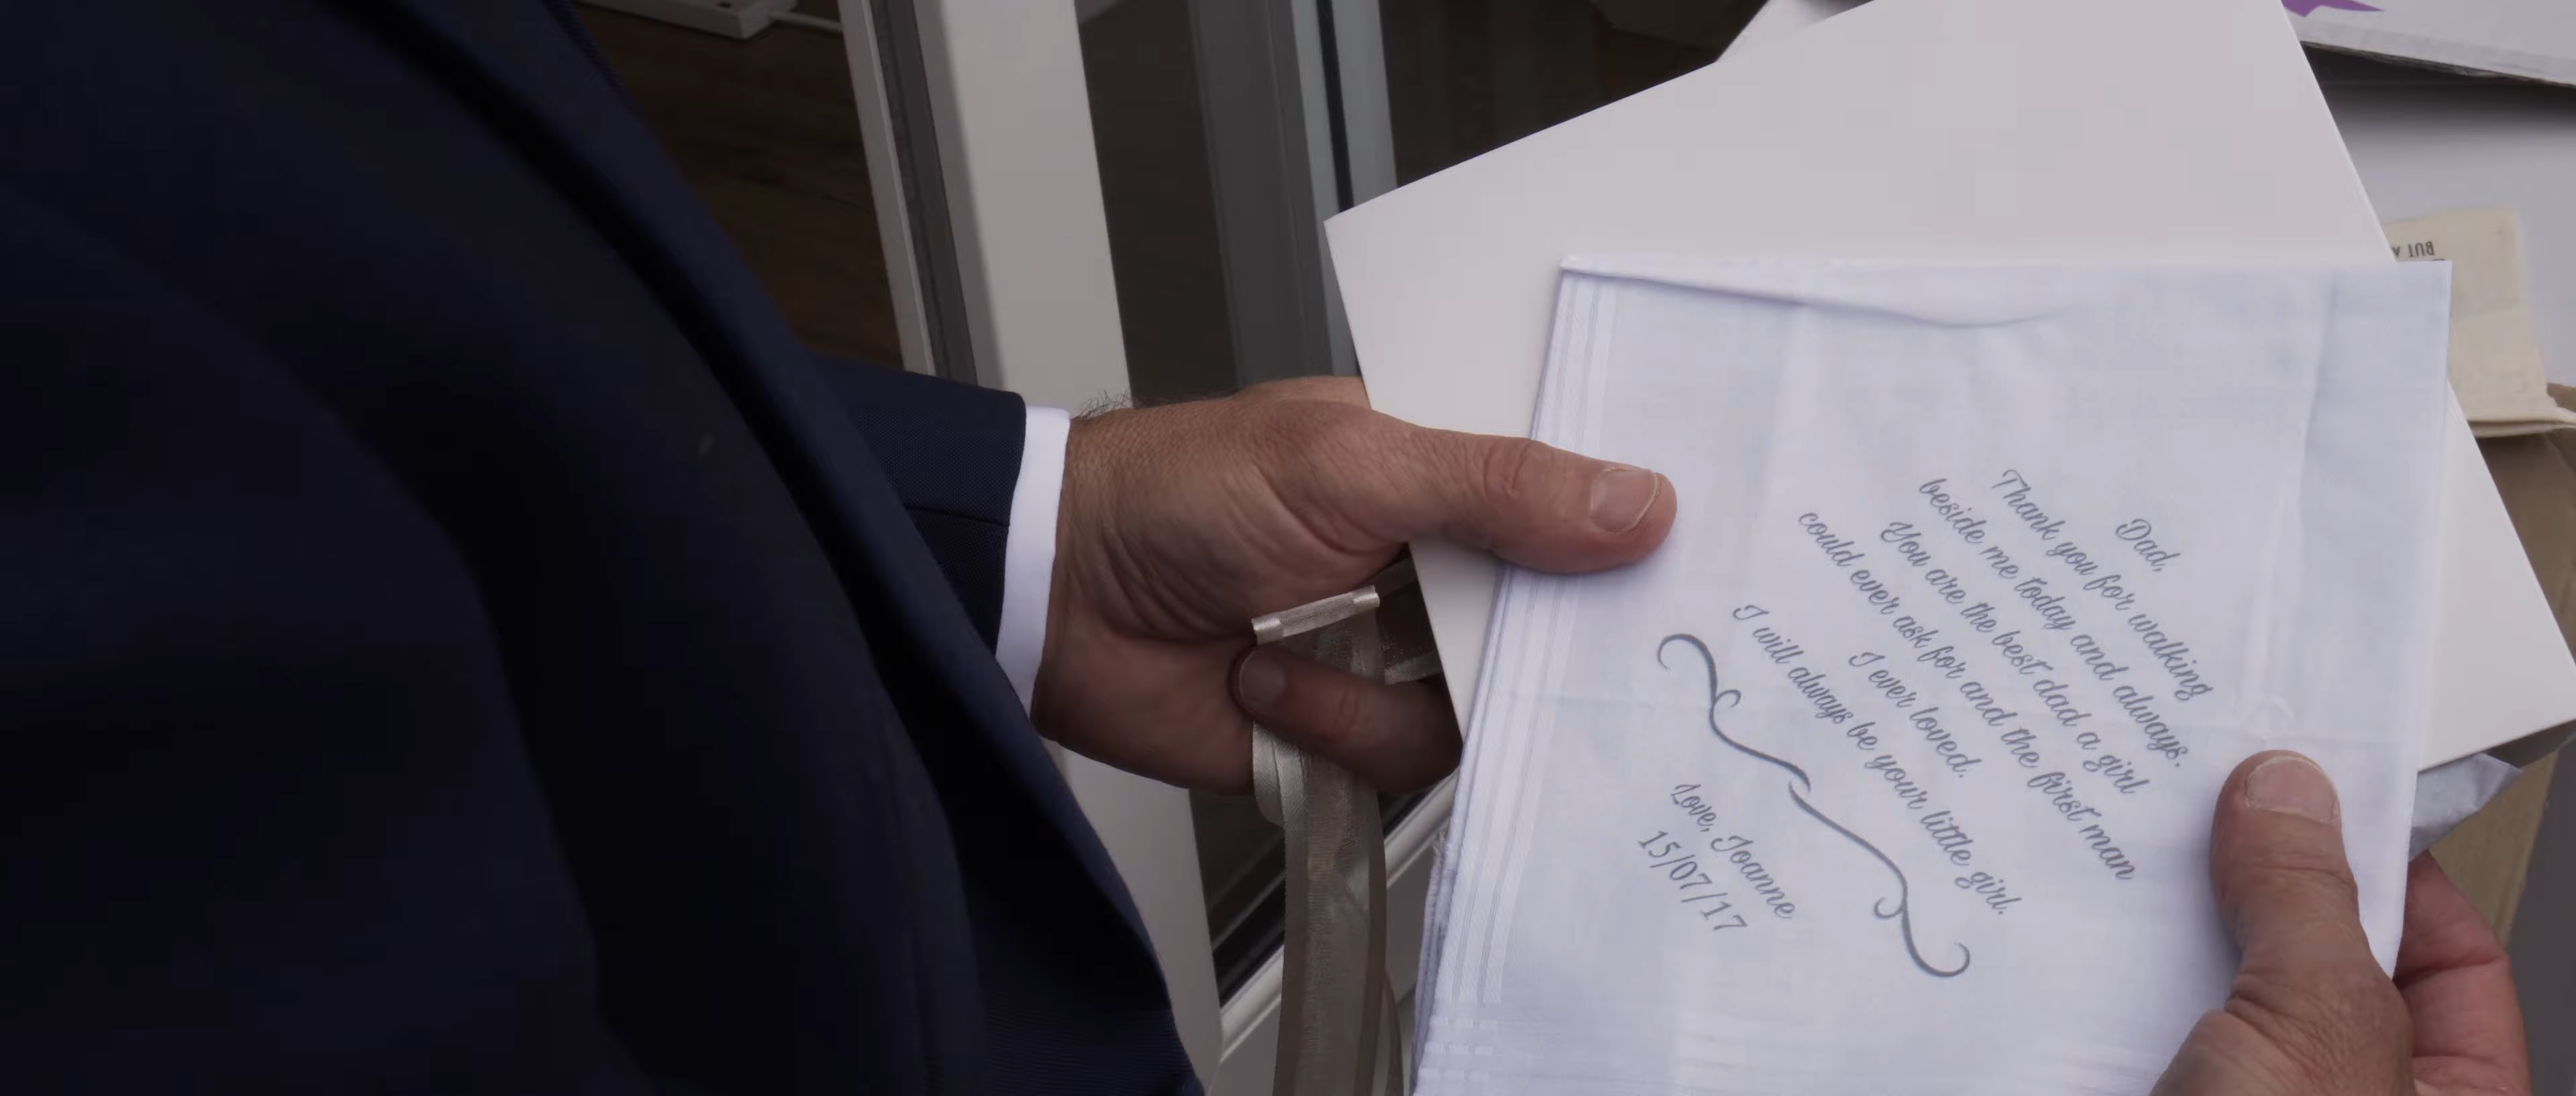 Dad,
Thank you for walking
beside me today and always.
You are the best dad a girl
could ever ask for and the first man
I ever loved.
I will always be your little girl.
Love, Joanne
15/07/17
BUT